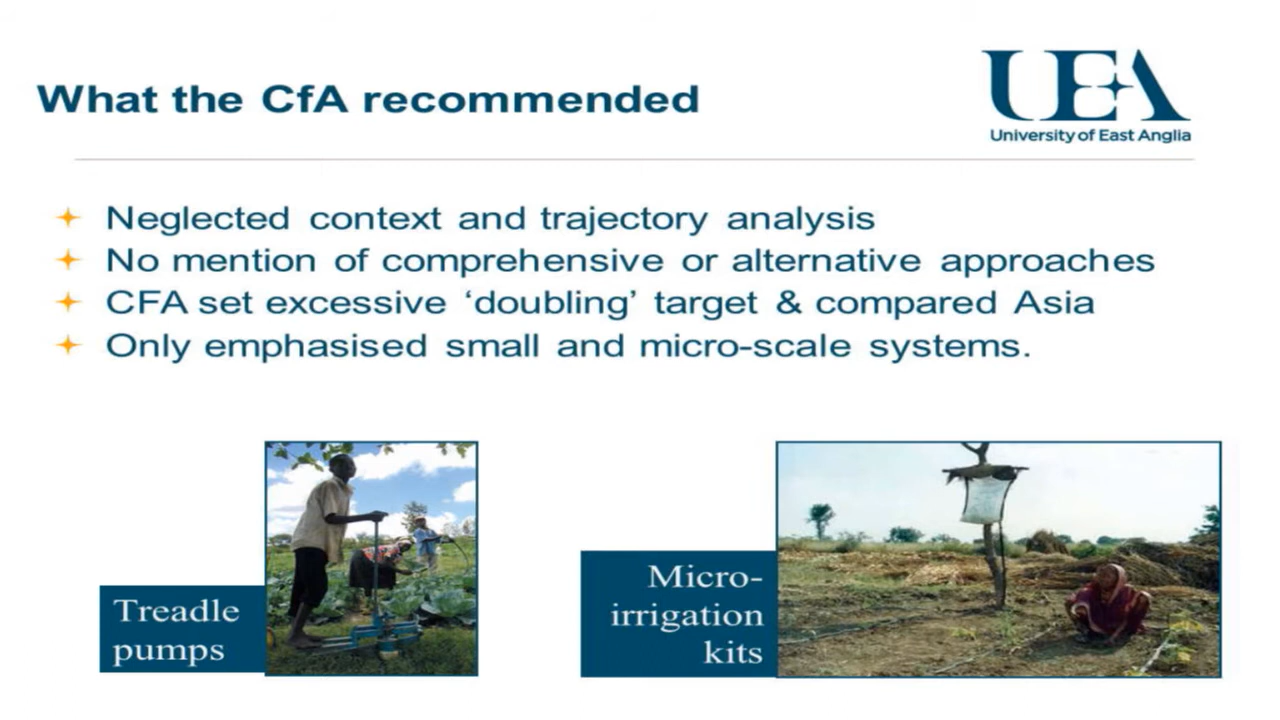 What the CfA recommended
UEA
University of East Anglia
Neglected context and trajectory analysis
No mention of comprehensive or alternative approaches
CFA set excessive ‘doubling’ target & compared Asia
Only emphasised small and micro-scale systems.
Treadle
pumps
Micro-
irrigation
kits